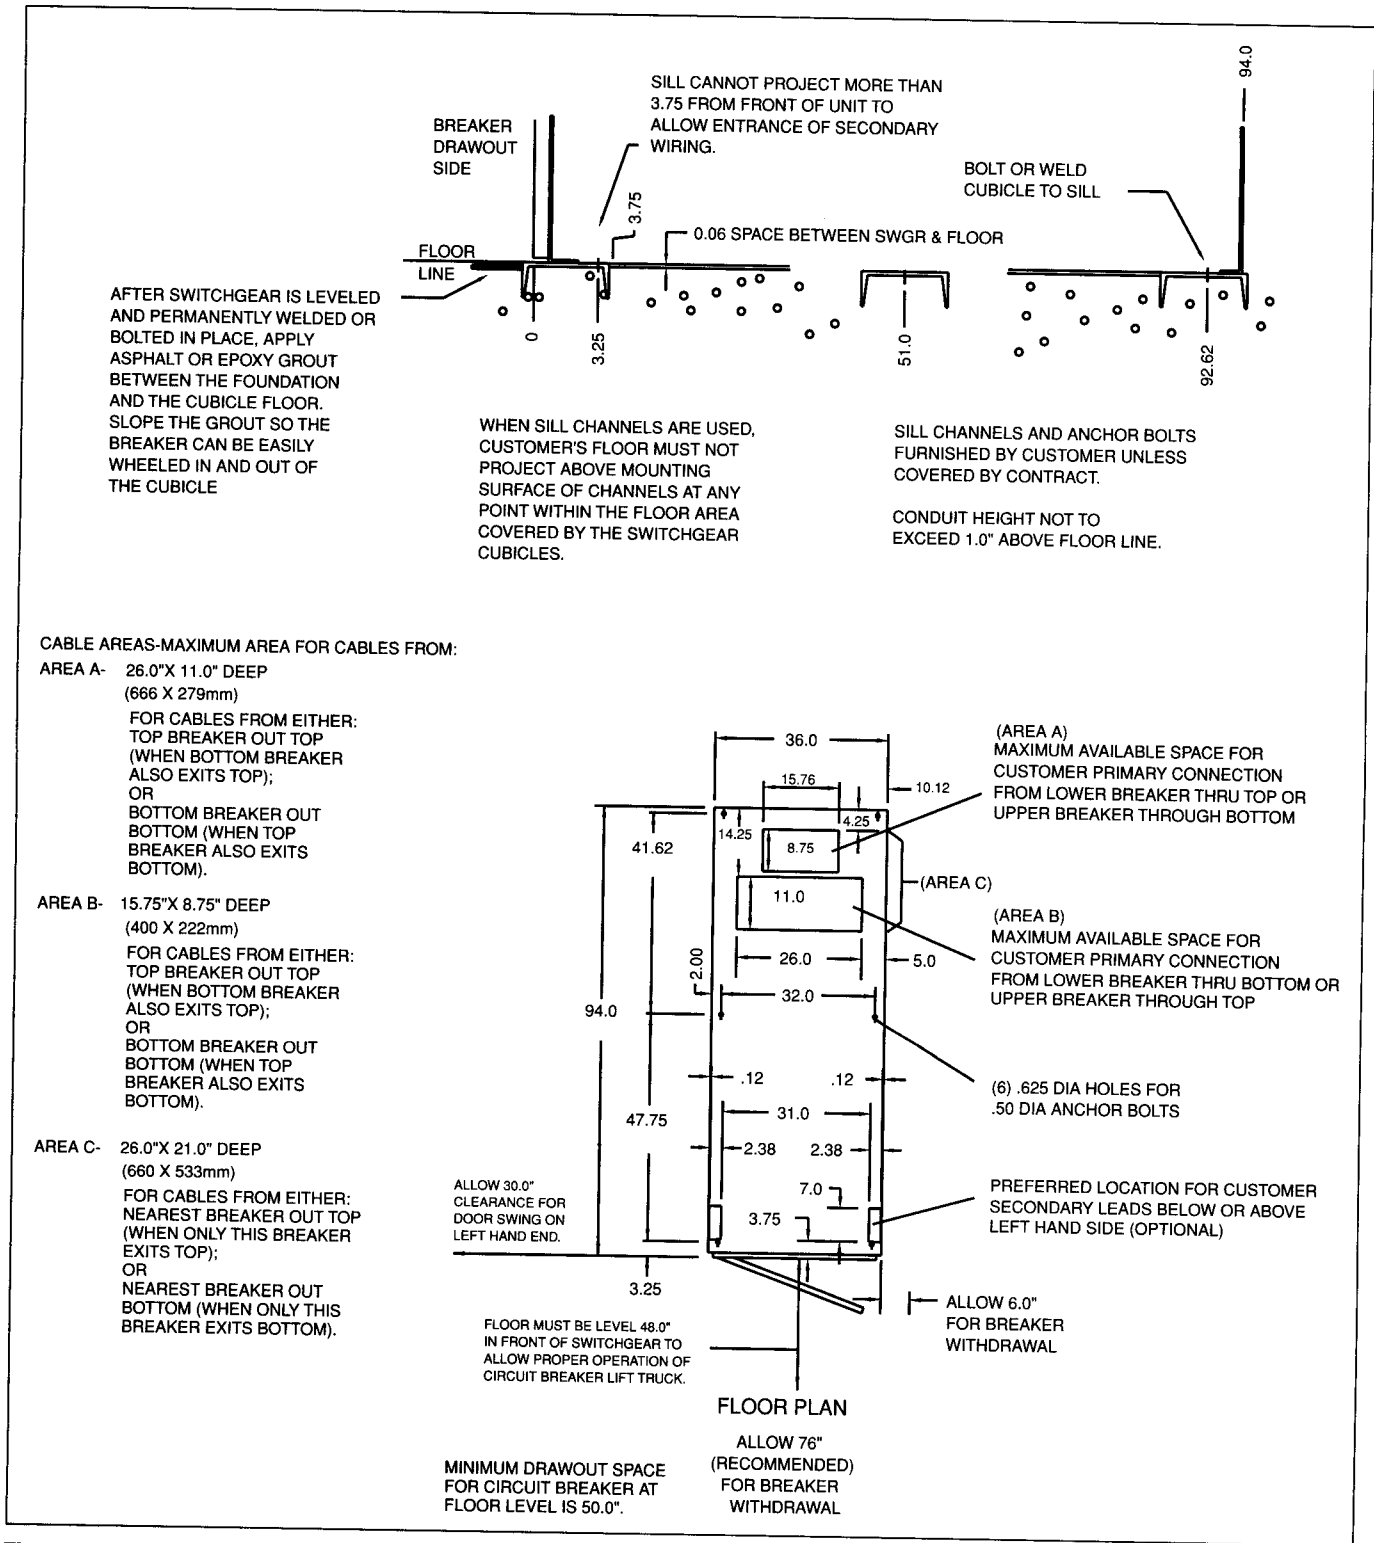 94.0
SILL CANNOT PROJECT MORE THAN
3.75 FROM FRONT OF UNIT TO
ALLOW ENTRANCE OF SECONDARY
WIRING.
BREAKER
DRAWOUT
SIDE
BOLT OR WELD
CUBICLE TO SILL
3.75
0.06 SPACE BETWEEN SWGR & FLOOR
FLOOR
LINE
0
3.25
51.0
92.62
AFTER SWITCHGEAR IS LEVELED
AND PERMANENTLY WELDED OR
BOLTED IN PLACE, APPLY
ASPHALT OR EPOXY GROUT
BETWEEN THE FOUNDATION
AND THE CUBICLE FLOOR.
SLOPE THE GROUT SO THE
BREAKER CAN BE EASILY
WHEELED IN AND OUT OF
THE CUBICLE
WHEN SILL CHANNELS ARE USED,
CUSTOMER'S FLOOR MUST NOT
PROJECT ABOVE MOUNTING
SURFACE OF CHANNELS AT ANY
POINT WITHIN THE FLOOR AREA
COVERED BY THE SWITCHGEAR
CUBICLES.
SILL CHANNELS AND ANCHOR BOLTS
FURNISHED BY CUSTOMER UNLESS
COVERED BY CONTRACT.
CONDUIT HEIGHT NOT TO
EXCEED 1.0" ABOVE FLOOR LINE.
CABLE AREAS-MAXIMUM AREA FOR CABLES FROM:
AREA A- 26.0"X 11.0" DEEP
(666 X 279mm)
FOR CABLES FROM EITHER:
TOP BREAKER OUT TOP
(WHEN BOTTOM BREAKER
ALSO EXITS TOP);
OR
BOTTOM BREAKER OUT
BOTTOM (WHEN TOP
BREAKER ALSO EXITS
BOTTOM).
AREA B- 15.75"X 8.75" DEEP
(400 X 222mm)
FOR CABLES FROM EITHER:
TOP BREAKER OUT TOP
(WHEN BOTTOM BREAKER
ALSO EXITS TOP);
OR
BOTTOM BREAKER OUT
BOTTOM (WHEN TOP
BREAKER ALSO EXITS
BOTTOM).
AREA C- 26.0"X 21.0" DEEP
(660 X 533mm)
FOR CABLES FROM EITHER:
NEAREST BREAKER OUT TOP
(WHEN ONLY THIS BREAKER
EXITS TOP);
OR
NEAREST BREAKER OUT
BOTTOM (WHEN ONLY THIS
BREAKER EXITS BOTTOM).
36.0
15.76
10.12
14.25
4.25
41.62
8.75
11.0
(AREA C)
2.00
26.0
5.0
32.0
94.0
.12
.12
31.0
47.75
2.38
2.38
7.0
3.75
3.25
(AREA A)
MAXIMUM AVAILABLE SPACE FOR
CUSTOMER PRIMARY CONNECTION
FROM LOWER BREAKER THRU TOP OR
UPPER BREAKER THROUGH BOTTOM
(AREA B)
MAXIMUM AVAILABLE SPACE FOR
CUSTOMER PRIMARY CONNECTION
FROM LOWER BREAKER THRU BOTTOM OR
UPPER BREAKER THROUGH TOP
(6) .625 DIA HOLES FOR
.50 DIA ANCHOR BOLTS
PREFERRED LOCATION FOR CUSTOMER
SECONDARY LEADS BELOW OR ABOVE
LEFT HAND SIDE (OPTIONAL)
ALLOW 30.0"
CLEARANCE FOR
DOOR SWING ON
LEFT HAND END.
ALLOW 6.0"
FOR BREAKER
WITHDRAWAL
FLOOR MUST BE LEVEL 48.0"
IN FRONT OF SWITCHGEAR TO
ALLOW PROPER OPERATION OF
CIRCUIT BREAKER LIFT TRUCK.
FLOOR PLAN
ALLOW 76"
(RECOMMENDED)
FOR BREAKER
WITHDRAWAL
MINIMUM DRAWOUT SPACE
FOR CIRCUIT BREAKER AT
FLOOR LEVEL IS 50.0".